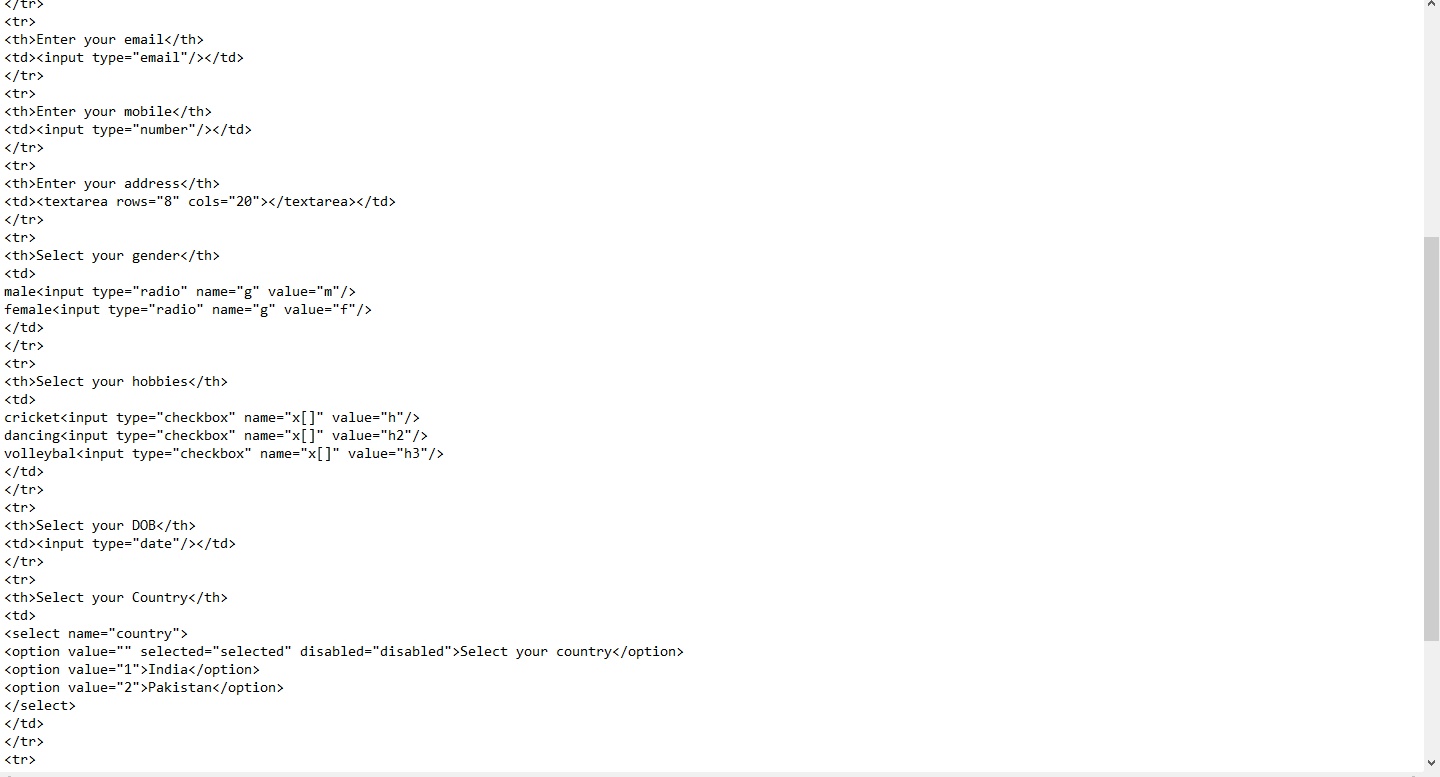 </tr>
<tr>
<th>Enter your email</th>
<td><input type="email"/></td>
</tr>
<tr>
<th>Enter your mobile</th>
<td><input type="number"/></td>
</tr>
<tr>
<th>Enter your address</th>
<td><textarea rows="8" cols="20"></textarea></td>
</tr>
<tr>
<th>Select your gender</th>
<td>
male<input type="radio" name="g" value="m"/>
female<input type="radio" name="g" value="f"/>
</td>
</tr>
<tr>
<th>Select your hobbies</th>
<td>
cricket<input type="checkbox" name="x[]" value="h"/>
dancing<input type="checkbox" name="x[]" value="h2"/>
volleybal<input type="checkbox" name="x[]" value="h3"/>
</td>
</tr>
<tr>
<th>Select your DOB</th>
<td><input type="date"/></td>
</tr>
<tr>
<th>Select your Country</th>
<td>
<select name="country">
<option value="" selected="selected" disabled="disabled">Select your country</option>
<option value="1">India</option>
<option value="2">Pakistan</option>
</select>
</td>
</tr>
<tr>